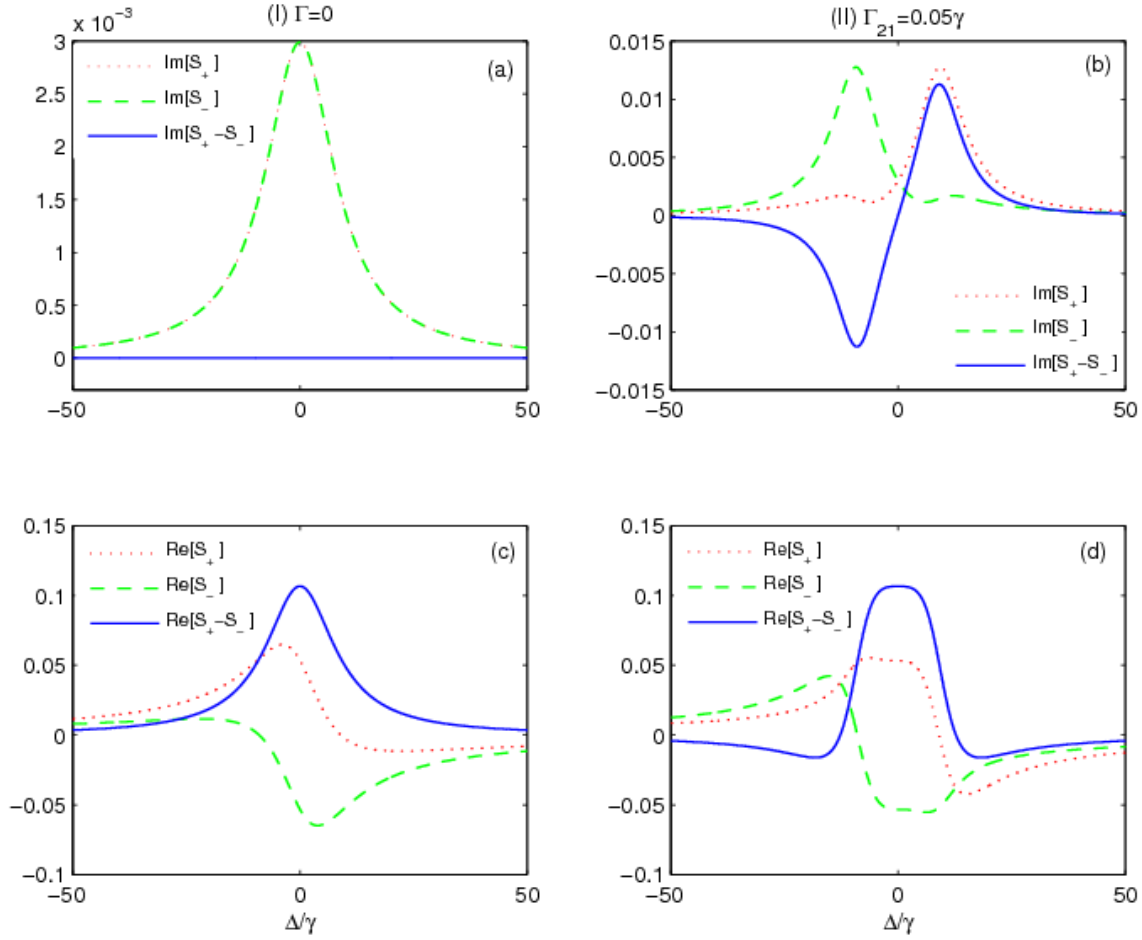 (I) Γ=0
x 10⁻³
3
2.5
2
1.5
1
0.5
0
Im[S₊]
Im[S₋]
Im[S₊−S₋]
(a)
−50 0 50
(II) Γ₂₁=0.05γ
0.015
0.01
0.005
0
−0.005
−0.01
−0.015
(b)
Im[S₊]
Im[S₋]
Im[S₊−S₋]
−50 0 50
0.15
0.1
0.05
0
−0.05
−0.1
Re[S₊]
Re[S₋]
Re[S₊−S₋]
(c)
−50 0 50
Δ/γ
0.15
0.1
0.05
0
−0.05
−0.1
Re[S₊]
Re[S₋]
Re[S₊−S₋]
(d)
−50 0 50
Δ/γ